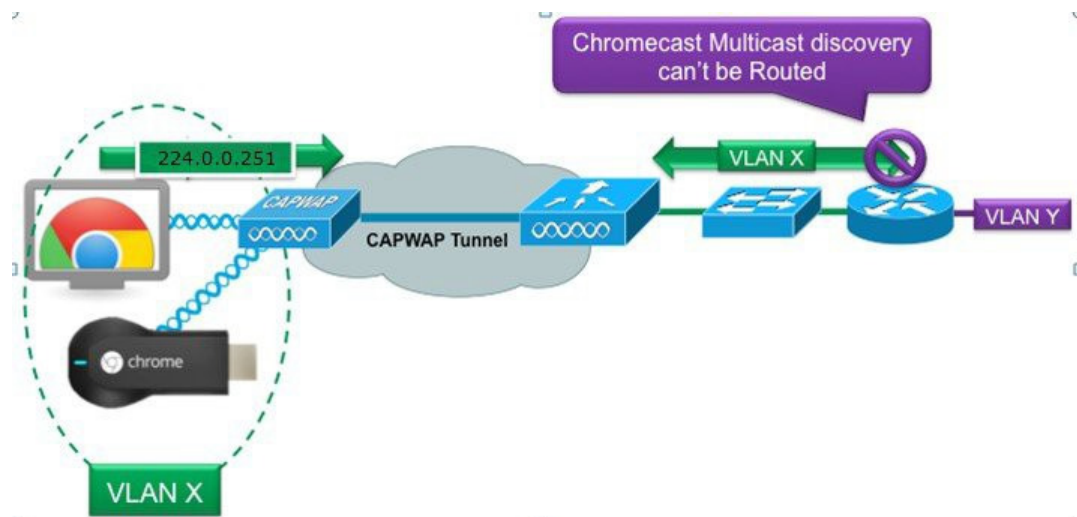 Chromecast Multicast discovery
can't be Routed
224.0.0.251
VLAN X
CAPWAP
VLAN Y
CAPWAP Tunnel
chrome
VLAN X